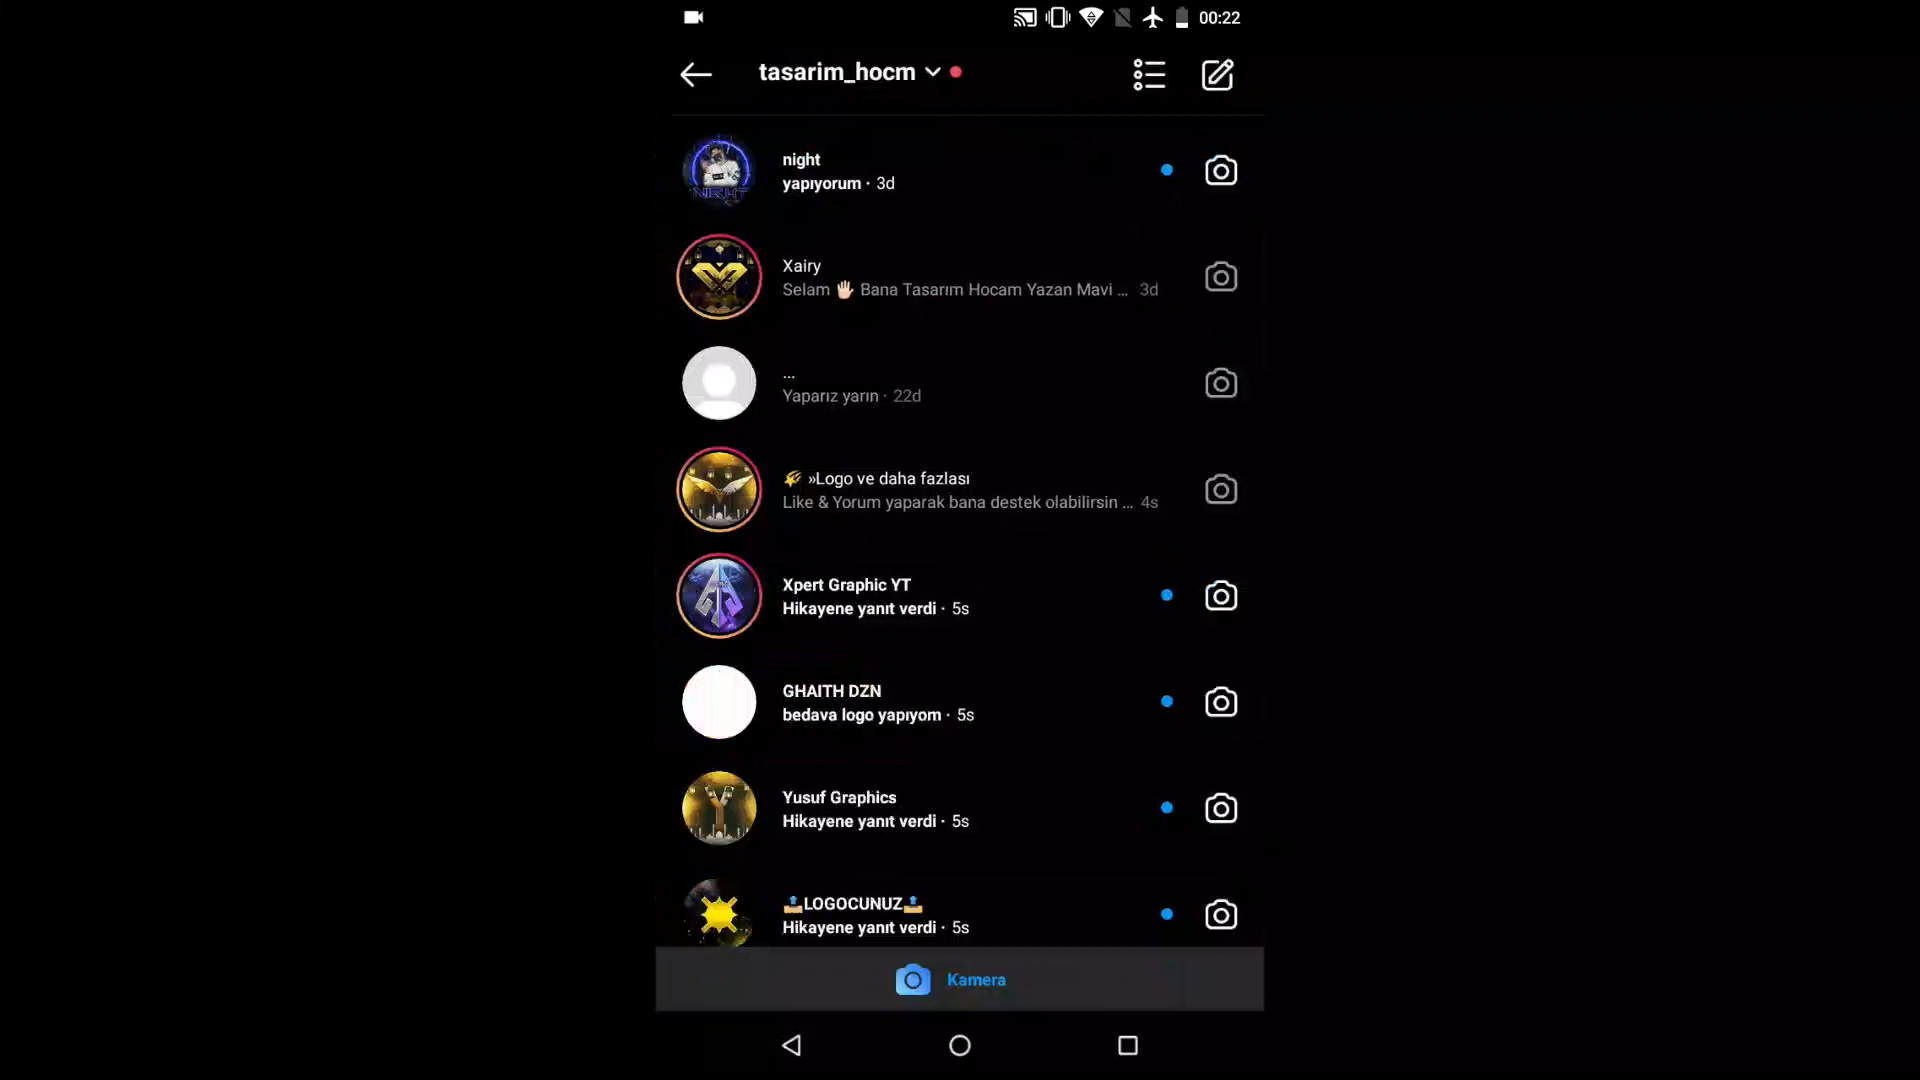 00:22
tasarim_hocm
night
yapıyorum · 3d
Xairy
Selam 🖐🏻 Bana Tasarım Hocam Yazan Mavi ... 3d
...
Yaparız yarın · 22d
»Logo ve daha fazlası
Like & Yorum yaparak bana destek olabilirsin ... 4s
Xpert Graphic YT
Hikayene yanıt verdi · 5s
GHAITH DZN
bedava logo yapıyom · 5s
Yusuf Graphics
Hikayene yanıt verdi · 5s
📤LOGOCUNUZ📤
Hikayene yanıt verdi · 5s
Kamera
NIGHT